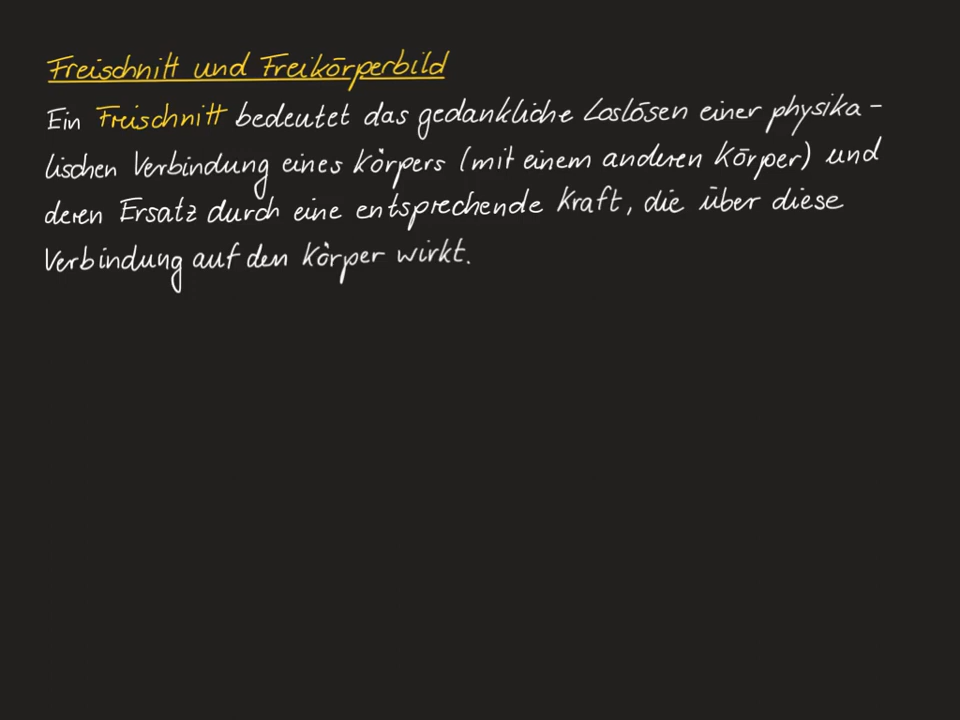 Freischnitt und Freikörperbild
Ein Freischnitt bedeutet das gedankliche Loslösen einer physika-
lischen Verbindung eines Körpers (mit einem anderen Körper) und
deren Ersatz durch eine entsprechende Kraft, die über diese
Verbindung auf den Körper wirkt.